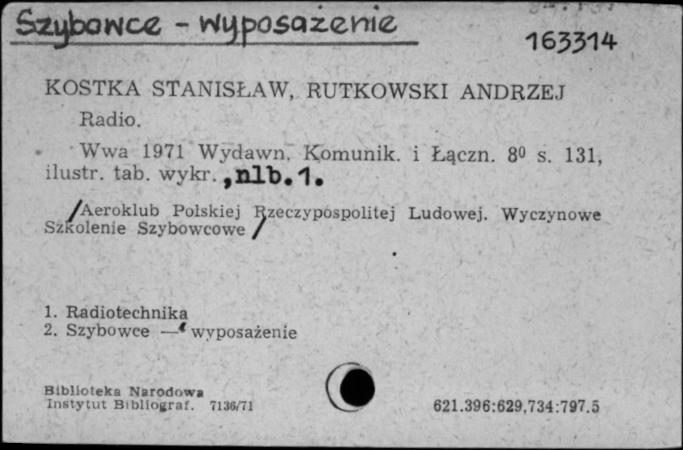 Szybowce - wyposażenie
163314
KOSTKA STANISŁAW, RUTKOWSKI ANDRZEJ
Radio.
Wwa 1971 Wydawn. Komunik. i Łączn. 8⁰ s. 131,
ilustr. tab. wykr., nlb. 1.
/Aeroklub Polskiej Rzeczypospolitej Ludowej. Wyczynowe
Szkolenie Szybowcowe/
1. Radiotechnika
2. Szybowce — wyposażenie
Biblioteka Narodowa
Instytut Bibliograf. 7136/71
621.396:629,734:797.5